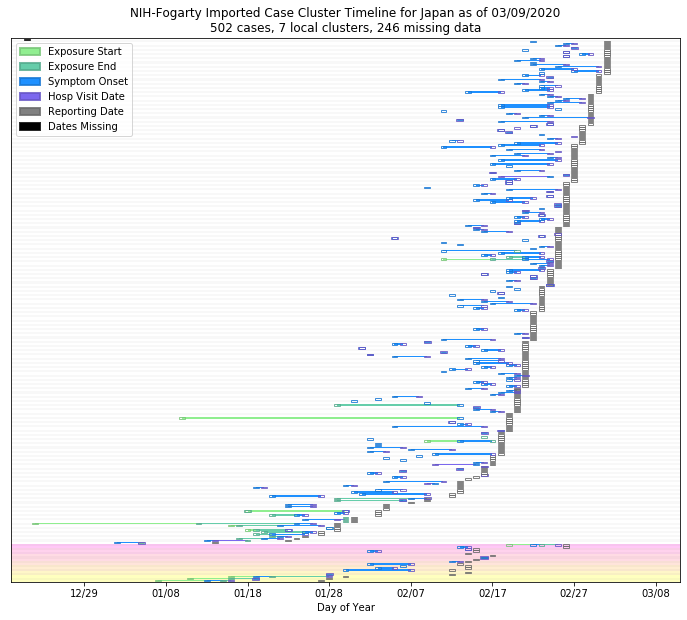 NIH-Fogarty Imported Case Cluster Timeline for Japan as of 03/09/2020
502 cases, 7 local clusters, 246 missing data
Exposure Start
Exposure End
Symptom Onset
Hosp Visit Date
Reporting Date
Dates Missing
12/29 01/08 01/18 01/28 02/07 02/17 02/27 03/08
Day of Year